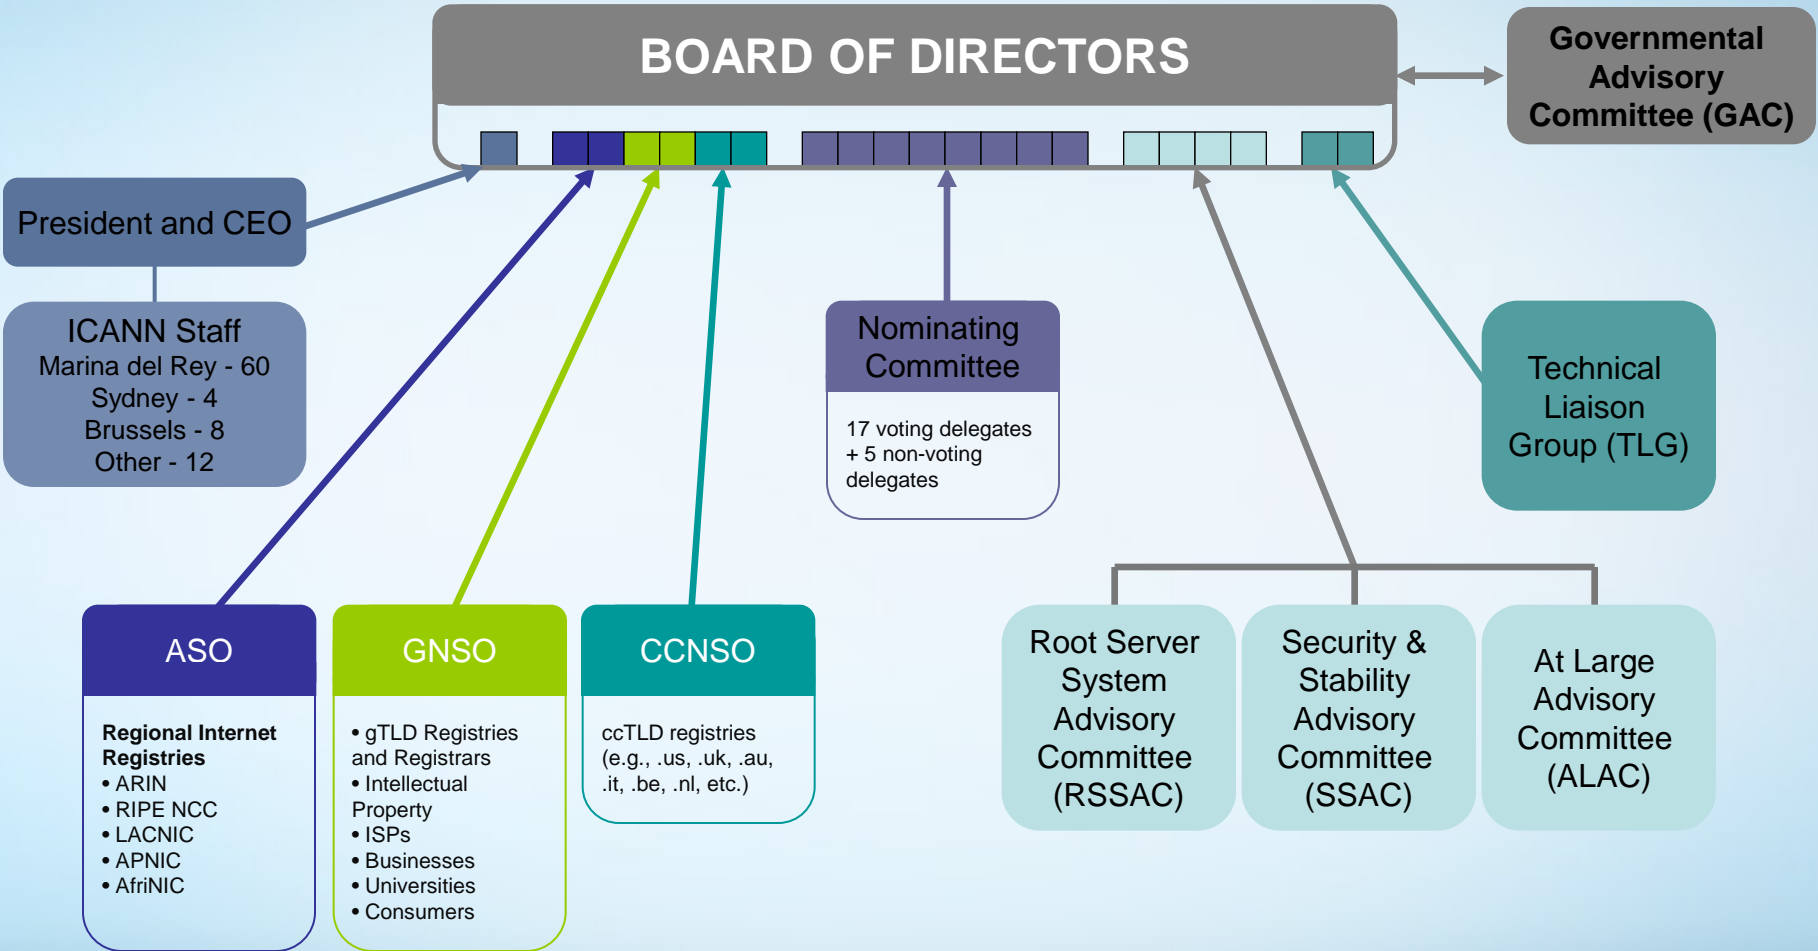 BOARD OF DIRECTORS
Governmental
Advisory
Committee (GAC)
President and CEO
ICANN Staff
Marina del Rey - 60
Sydney - 4
Brussels - 8
Other - 12
Nominating
Committee
17 voting delegates
+ 5 non-voting
delegates
Technical
Liaison
Group (TLG)
ASO
Regional Internet
Registries
• ARIN
• RIPE NCC
• LACNIC
• APNIC
• AfriNIC
GNSO
• gTLD Registries
and Registrars
• Intellectual
Property
• ISPs
• Businesses
• Universities
• Consumers
CCNSO
ccTLD registries
(e.g., .us, .uk, .au,
.it, .be, .nl, etc.)
Root Server
System
Advisory
Committee
(RSSAC)
Security &
Stability
Advisory
Committee
(SSAC)
At Large
Advisory
Committee
(ALAC)